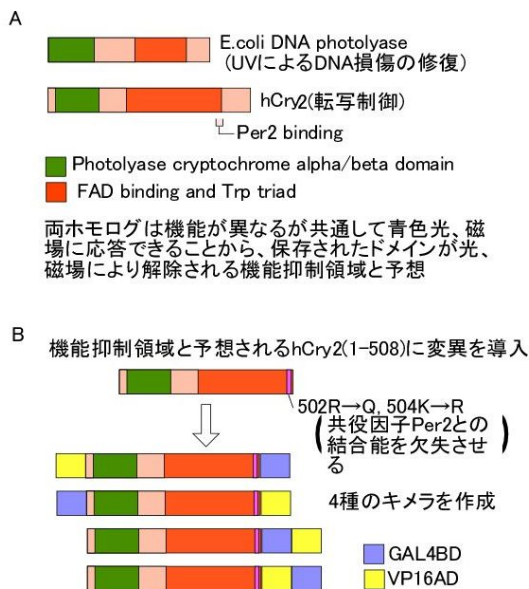 A
E.coli DNA photolyase
(UVによるDNA損傷の修復)
hCry2(転写制御)
Per2 binding
Photolyase cryptochrome alpha/beta domain
FAD binding and Trp triad
両ホモログは機能が異なるが共通して青色光、磁
場に応答できることから、保存されたドメインが光、
磁場により解除される機能抑制領域と予想
B
機能抑制領域と予想されるhCry2(1-508)に変異を導入
502R→Q, 504K→R
(共役因子Per2との
結合能を欠失させ
る)
4種のキメラを作成
GAL4BD
VP16AD